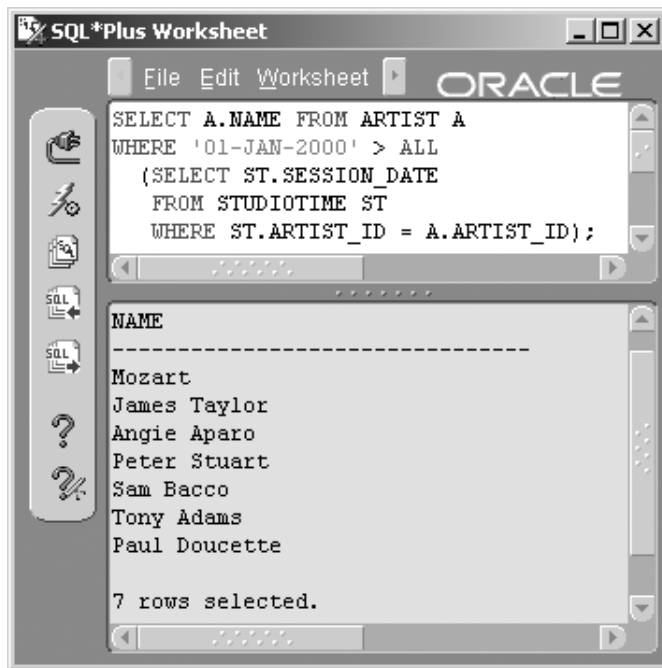 SQL*Plus Worksheet
File Edit Worksheet ORACLE
SELECT A.NAME FROM ARTIST A
WHERE '01-JAN-2000' > ALL
(SELECT ST.SESSION_DATE
FROM STUDIOTIME ST
WHERE ST.ARTIST_ID = A.ARTIST_ID);
NAME
--------------------------------
Mozart
James Taylor
Angie Aparo
Peter Stuart
Sam Bacco
Tony Adams
Paul Doucette
7 rows selected.